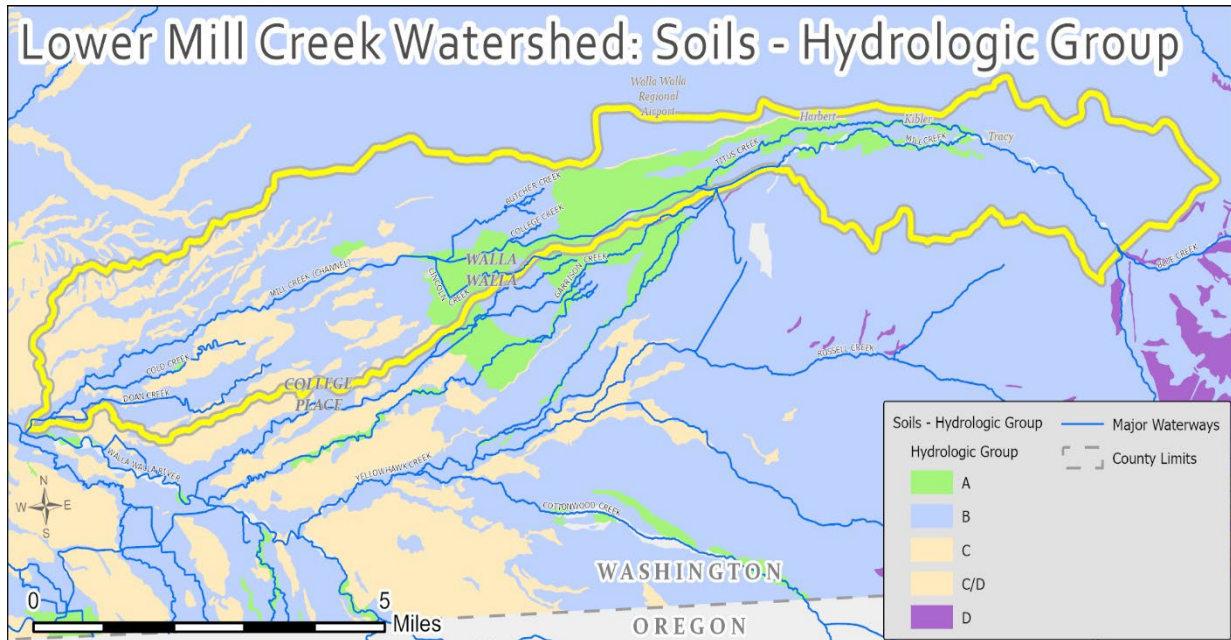 Lower Mill Creek Watershed: Soils - Hydrologic Group
Walla Walla
Regional
Airport
Harbert
Kibler
Tracy
TITUS CREEK
MILL CREEK
BUTCHER CREEK
COLLEGE CREEK
WALLA
WALLA
LINCOLN CREEK
GARRISON CREEK
MILL CREEK (CHANNEL)
COLD CREEK
DOAN CREEK
COLLEGE
PLACE
RUSSELL CREEK
WALLA WALLA RIVER
YELLOWHAWK CREEK
COTTONWOOD CREEK
WASHINGTON
OREGON
N
W E
S
0 5
Miles
Soils - Hydrologic Group
Hydrologic Group
A
B
C
C/D
D
Major Waterways
County Limits